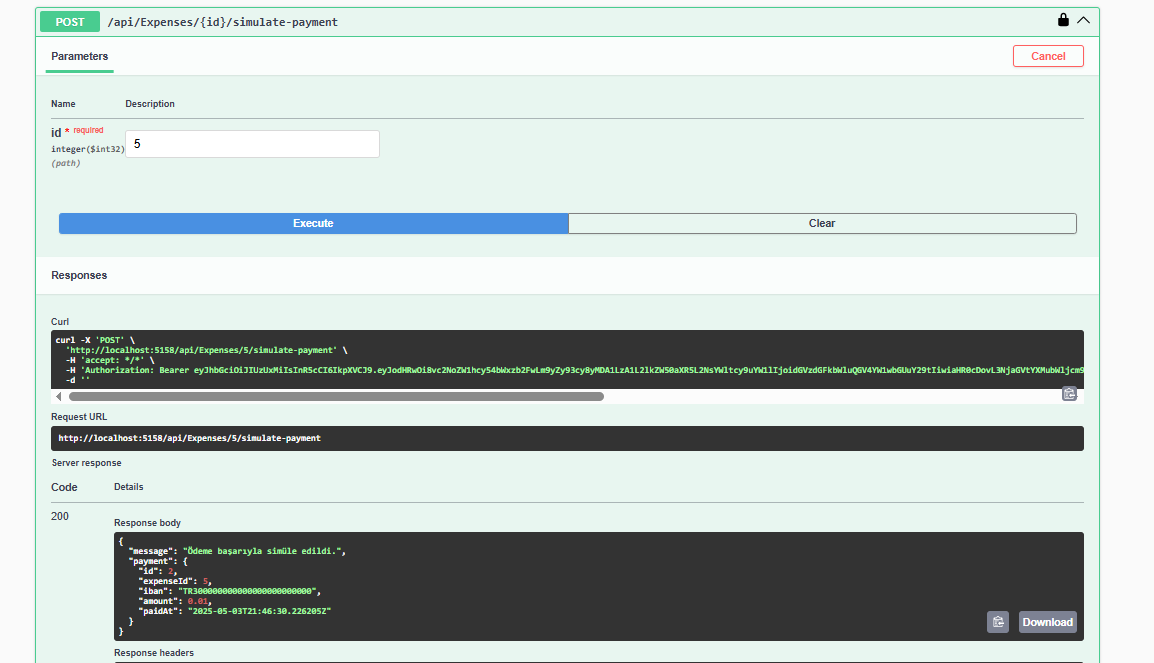 POST /api/Expenses/{id}/simulate-payment
Parameters
Cancel
Name Description
id * required
integer($int32)
(path)
5
Execute Clear
Responses
Curl
curl -X 'POST' \
'http://localhost:5158/api/Expenses/5/simulate-payment' \
-H 'accept: */*' \
-H 'Authorization: Bearer
-d ''
Request URL
http://localhost:5158/api/Expenses/5/simulate-payment
Server response
Code Details
200
Response body
{
"message": "Ödeme başarıyla simüle edildi.",
"payment": {
"id": 2,
"expenseId": 5,
"iban":
"amount": 0.01,
"paidAt": "2025-05-03T21:46:30.226205Z"
}
}
Download
Response headers